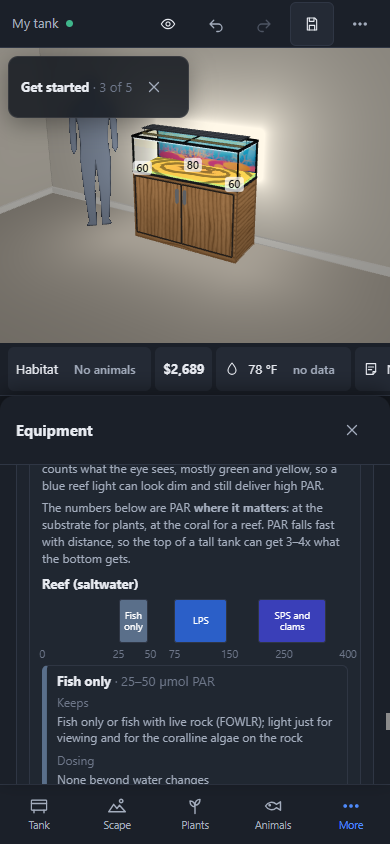 My tank
Get started · 3 of 5
60
80
60
Habitat No animals
$2,689
78 °F no data
Equipment
counts what the eye sees, mostly green and yellow, so a
blue reef light can look dim and still deliver high PAR.
The numbers below are PAR where it matters: at the
substrate for plants, at the coral for a reef. PAR falls fast
with distance, so the top of a tall tank can get 3–4x what
the bottom gets.
Reef (saltwater)
Fish
only
LPS
SPS and
clams
0 25 50 75 150 250 400
Fish only · 25–50 µmol PAR
Keeps
Fish only or fish with live rock (FOWLR); light just for
viewing and for the coralline algae on the rock
Dosing
None beyond water changes
Tank Scape Plants Animals More